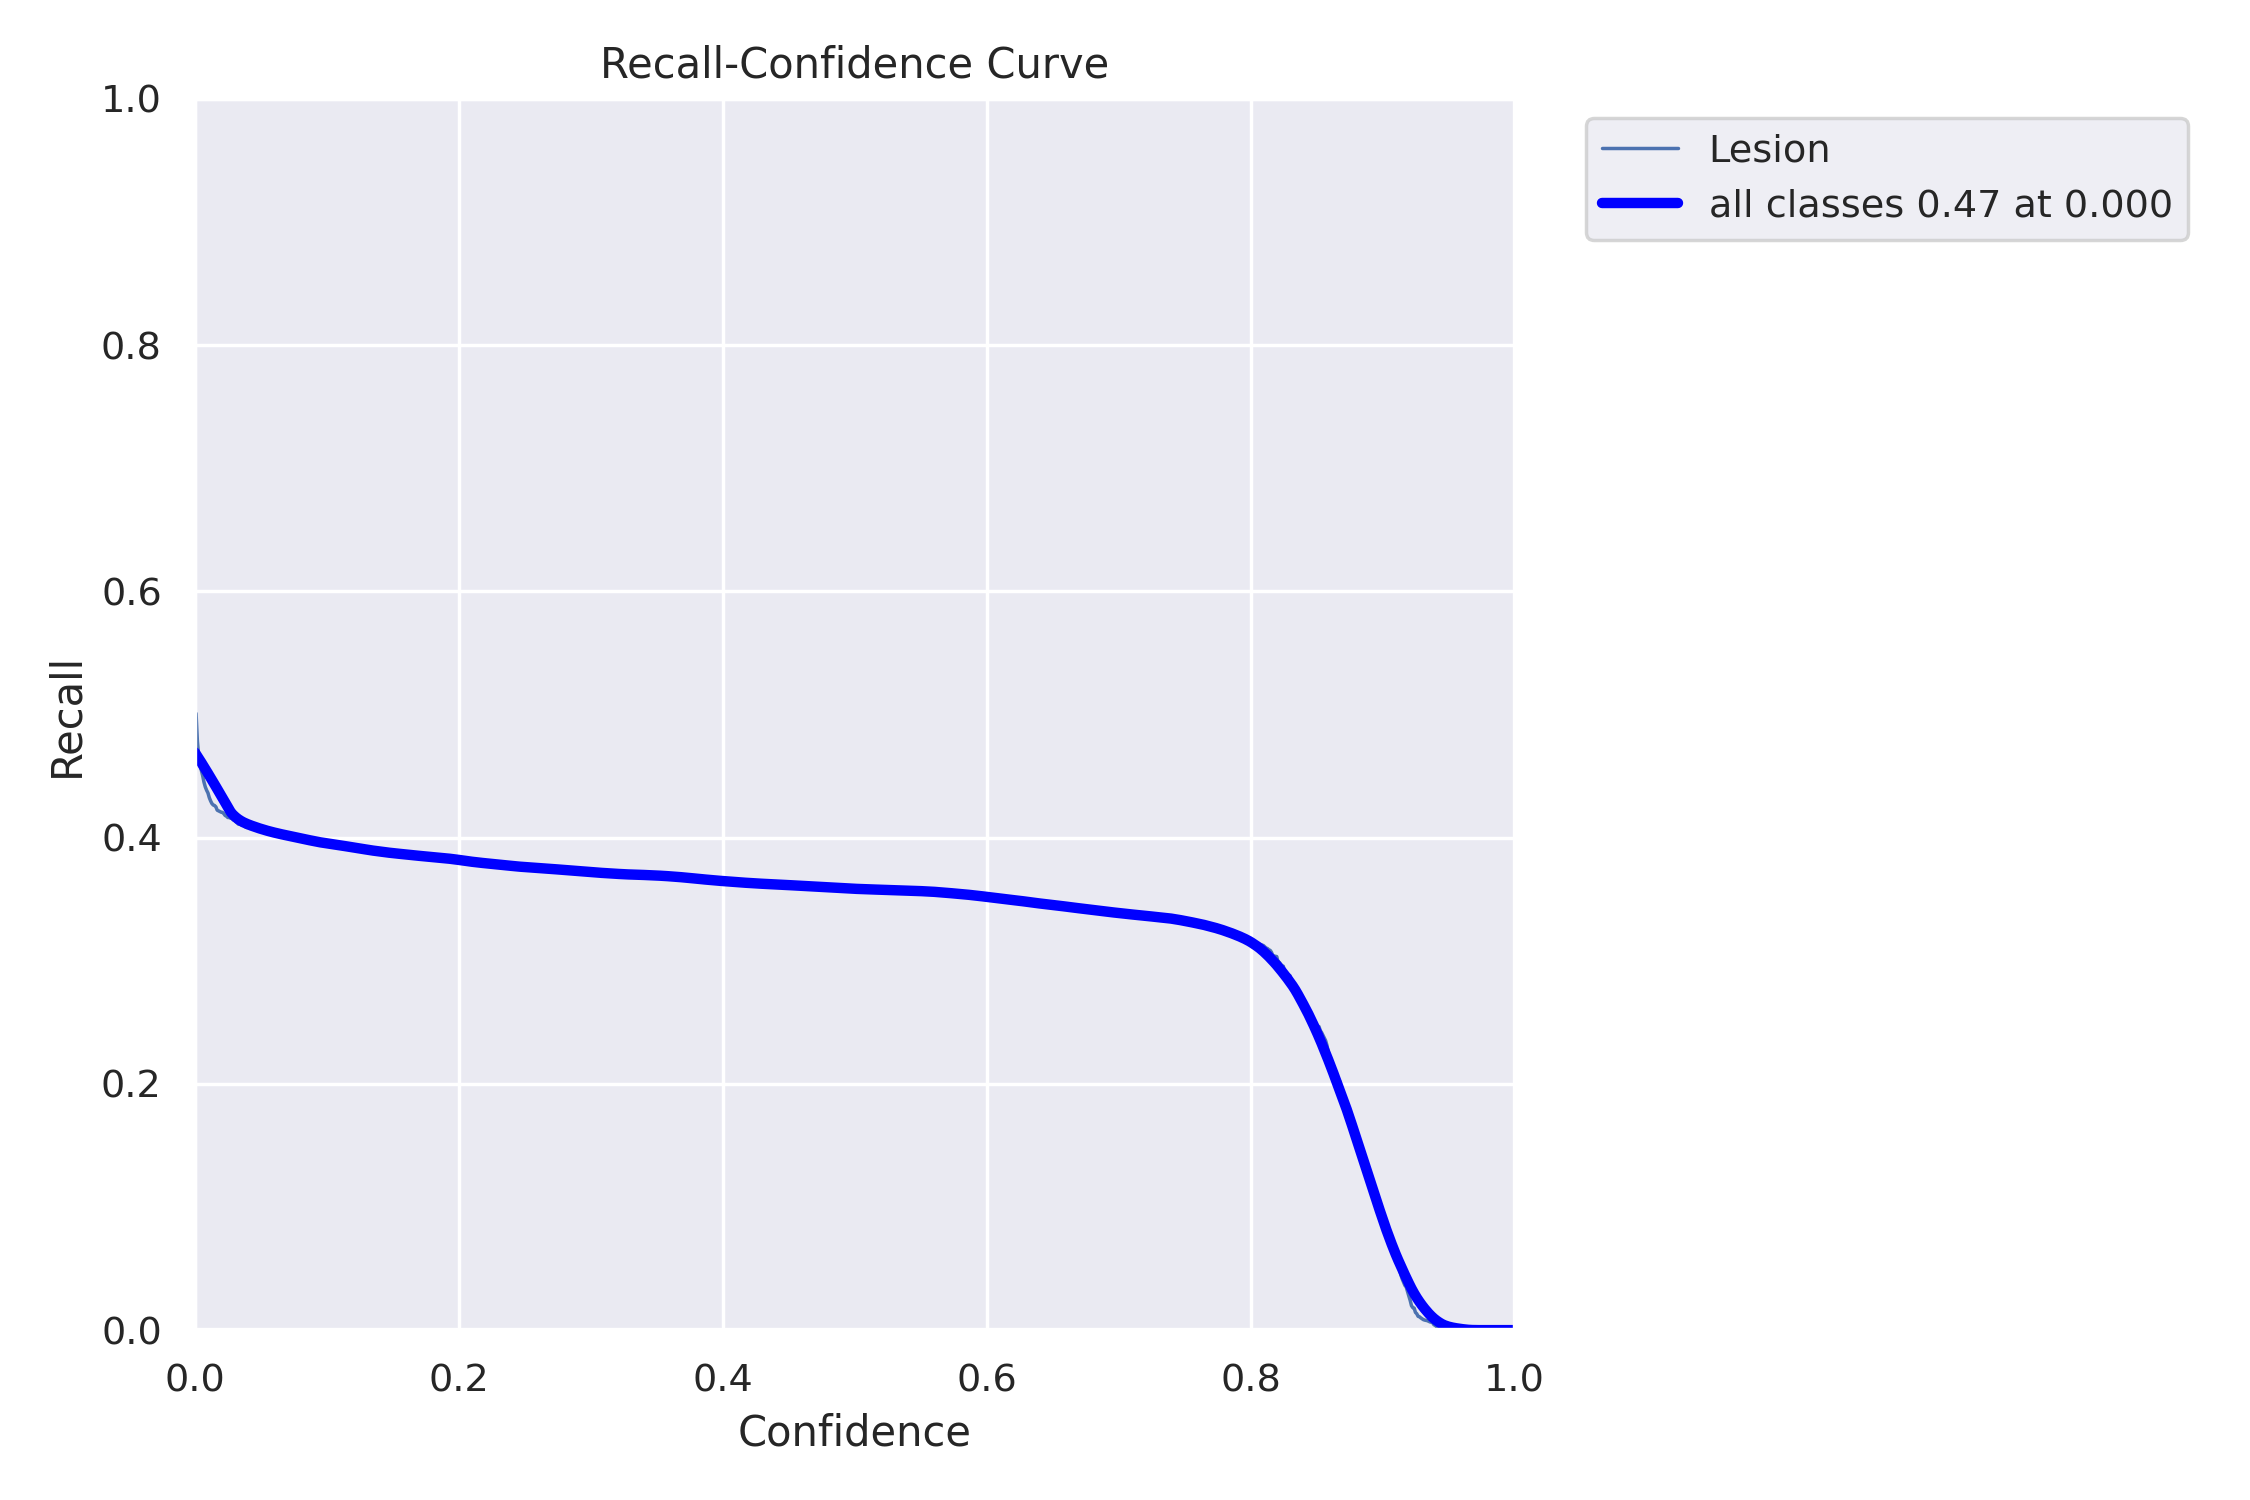 Recall-Confidence Curve
1.0
0.8
0.6
0.4
0.2
0.0
Recall
0.0 0.2 0.4 0.6 0.8 1.0
Confidence
Lesion
all classes 0.47 at 0.000